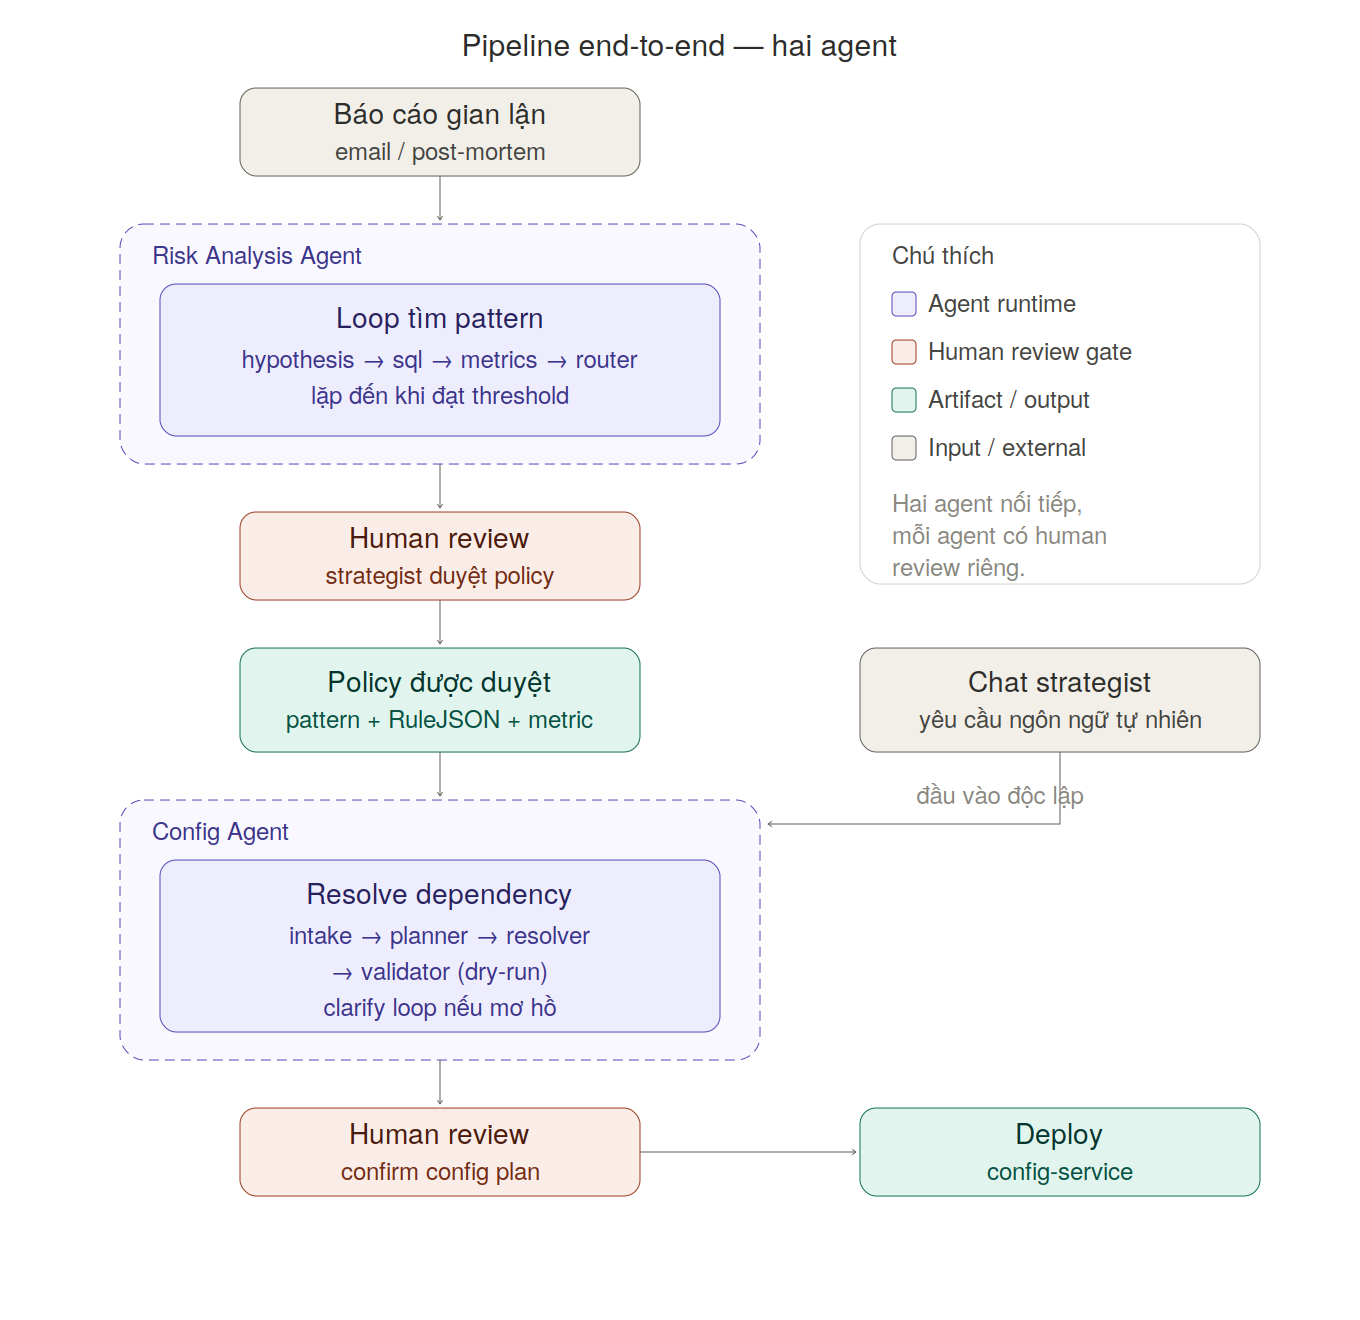 Pipeline end-to-end — hai agent
Báo cáo gian lận
email / post-mortem
Risk Analysis Agent
Loop tìm pattern
hypothesis → sql → metrics → router
lặp đến khi đạt threshold
Chú thích
Agent runtime
Human review gate
Artifact / output
Input / external
Hai agent nối tiếp,
mỗi agent có human
review riêng.
Human review
strategist duyệt policy
Policy được duyệt
pattern + RuleJSON + metric
Chat strategist
yêu cầu ngôn ngữ tự nhiên
đầu vào độc lập
Config Agent
Resolve dependency
intake → planner → resolver
→ validator (dry-run)
clarify loop nếu mơ hồ
Human review
confirm config plan
Deploy
config-service